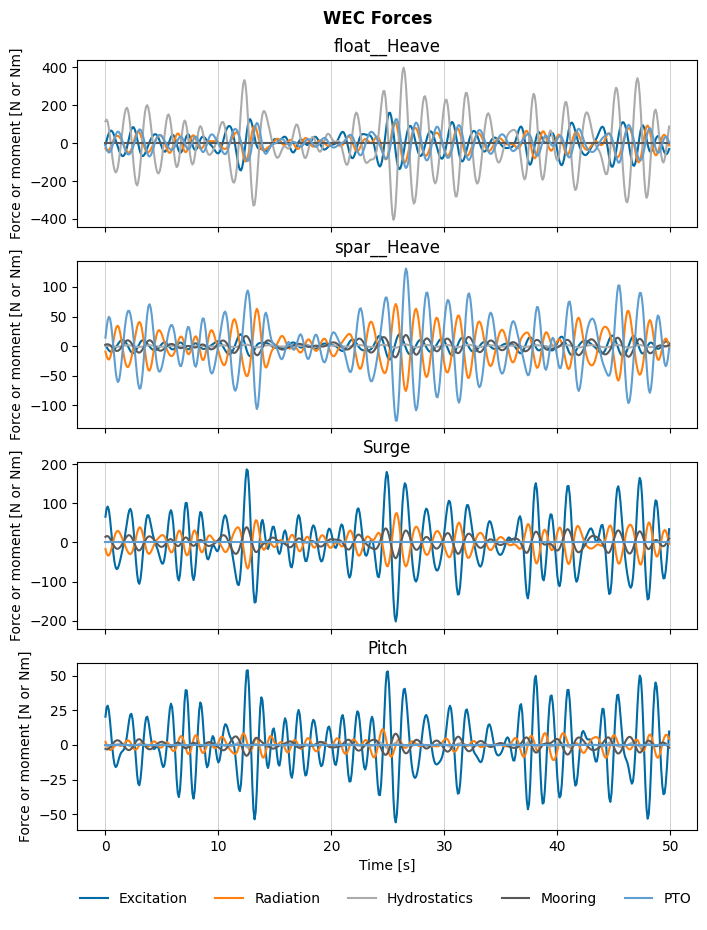 WEC Forces
float__Heave
Force or moment [N or Nm]
400
200
0
−200
−400
spar__Heave
Force or moment [N or Nm]
100
50
0
−50
−100
Surge
Force or moment [N or Nm]
200
100
0
−100
−200
Pitch
Force or moment [N or Nm]
50
25
0
−25
−50
0 10 20 30 40 50
Time [s]
Excitation Radiation Hydrostatics Mooring PTO